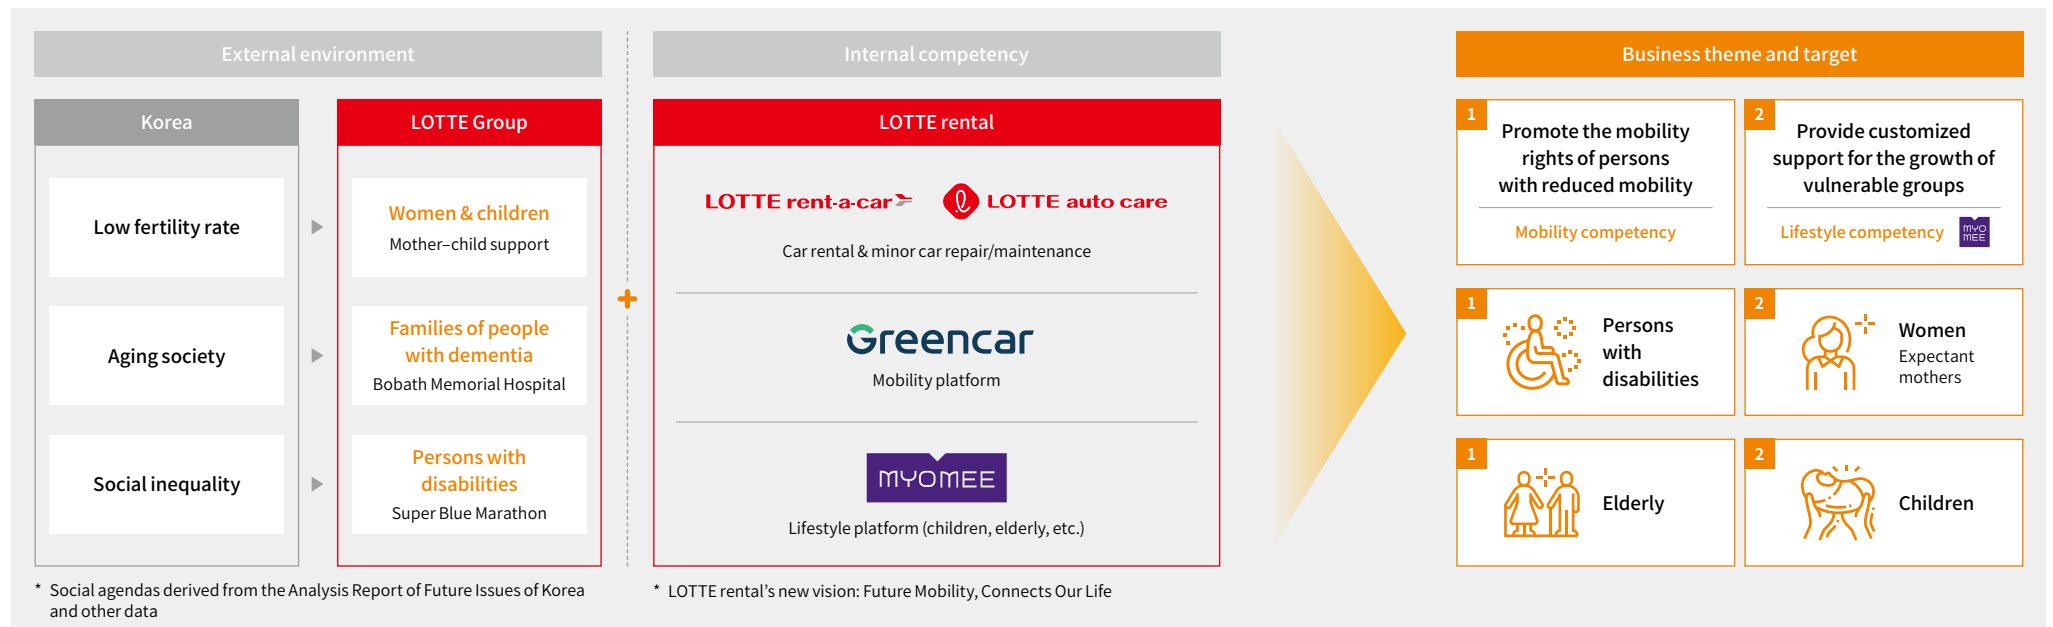 External environment
Korea
LOTTE Group
Low fertility rate
Women & children
Mother–child support
Aging society
Families of people
with dementia
Bobath Memorial Hospital
Social inequality
Persons with
disabilities
Super Blue Marathon
* Social agendas derived from the Analysis Report of Future Issues of Korea
and other data
+
Internal competency
LOTTE rental
LOTTE rent-a-car
LOTTE auto care
Car rental & minor car repair/maintenance
Greencar
Mobility platform
MYOMEE
Lifestyle platform (children, elderly, etc.)
* LOTTE rental’s new vision: Future Mobility, Connects Our Life
Business theme and target
1
Promote the mobility
rights of persons
with reduced mobility
Mobility competency
2
Provide customized
support for the growth of
vulnerable groups
Lifestyle competency
MYO
MEE
1
Persons
with
disabilities
2
Women
Expectant
mothers
1
Elderly
2
Children